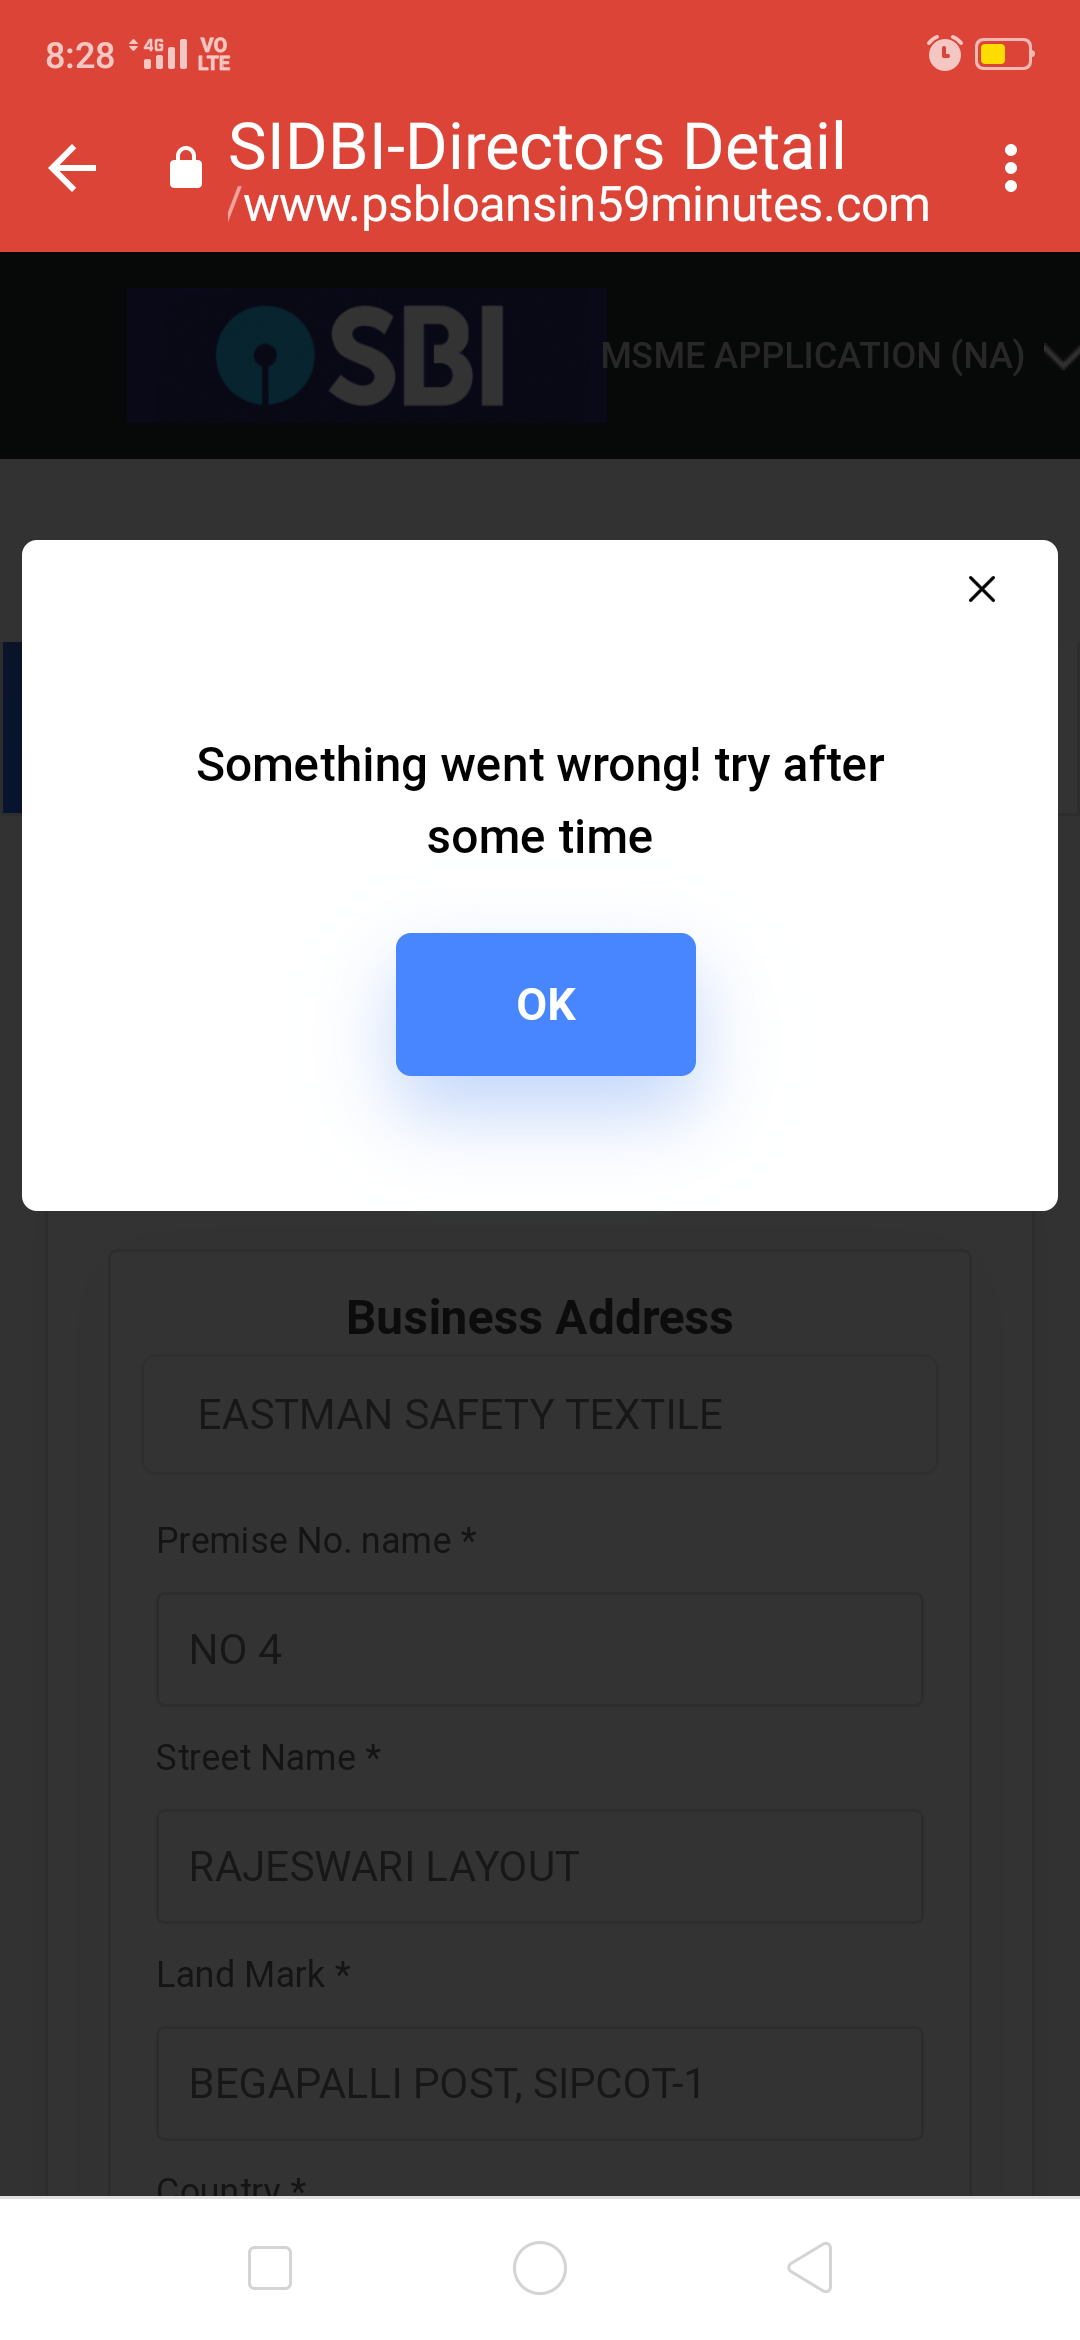 8:28 4G VO LTE
SIDBI-Directors Detail
/www.psbloansin59minutes.com
SBI MSME APPLICATION (NA)
Something went wrong! try after
some time
OK
Business Address
EASTMAN SAFETY TEXTILE
Premise No. name *
NO 4
Street Name *
RAJESWARI LAYOUT
Land Mark *
BEGAPALLI POST, SIPCOT-1
Country *